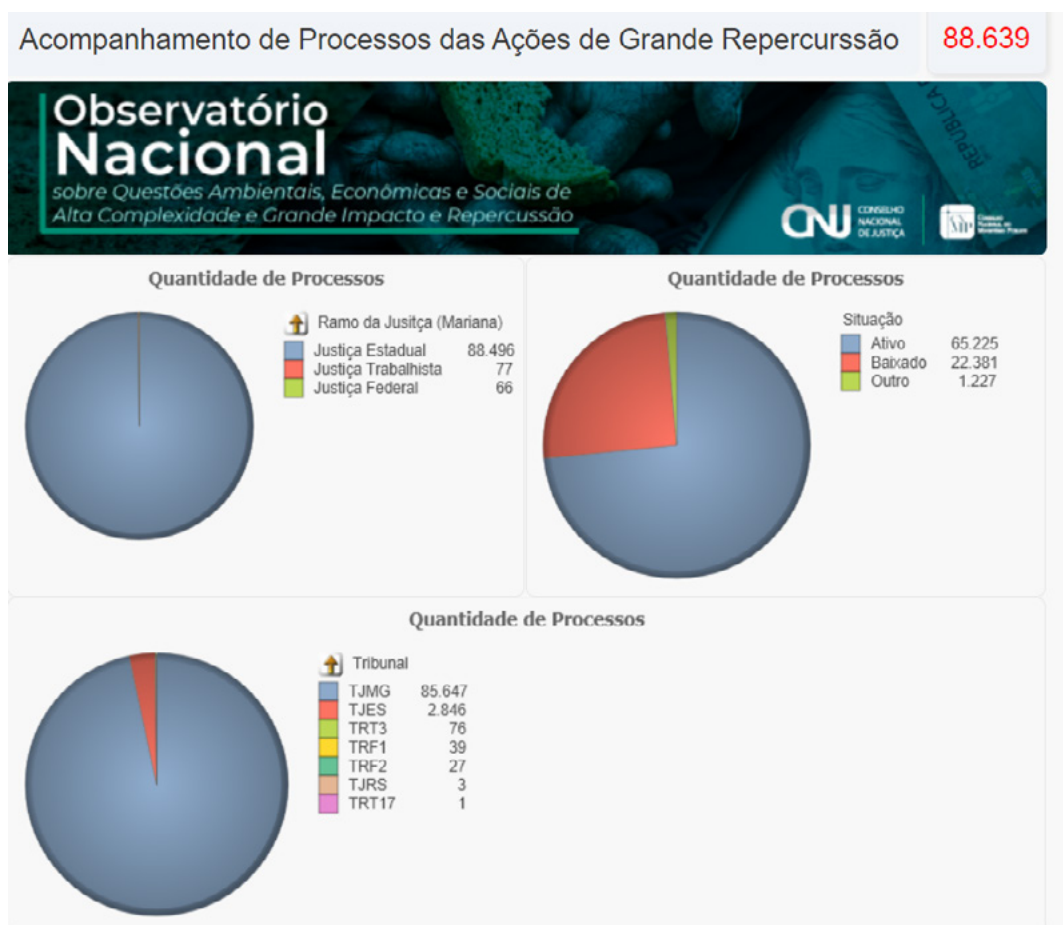 Acompanhamento de Processos das Ações de Grande Repercurssão
88.639
Observatório
Nacional
sobre Questões Ambientais, Econômicas e Sociais de
Alta Complexidade e Grande Impacto e Repercussão
CNJ
CONSELHO
NACIONAL
DE JUSTIÇA
REPÚBLICA
Quantidade de Processos
Ramo da Jusitça (Mariana)
Justiça Estadual 88.496
Justiça Trabalhista 77
Justiça Federal 66
Quantidade de Processos
Situação
Ativo 65.225
Baixado 22.381
Outro 1.227
Quantidade de Processos
Tribunal
TJMG 85.647
TJES 2.846
TRT3 76
TRF1 39
TRF2 27
TJRS 3
TRT17 1